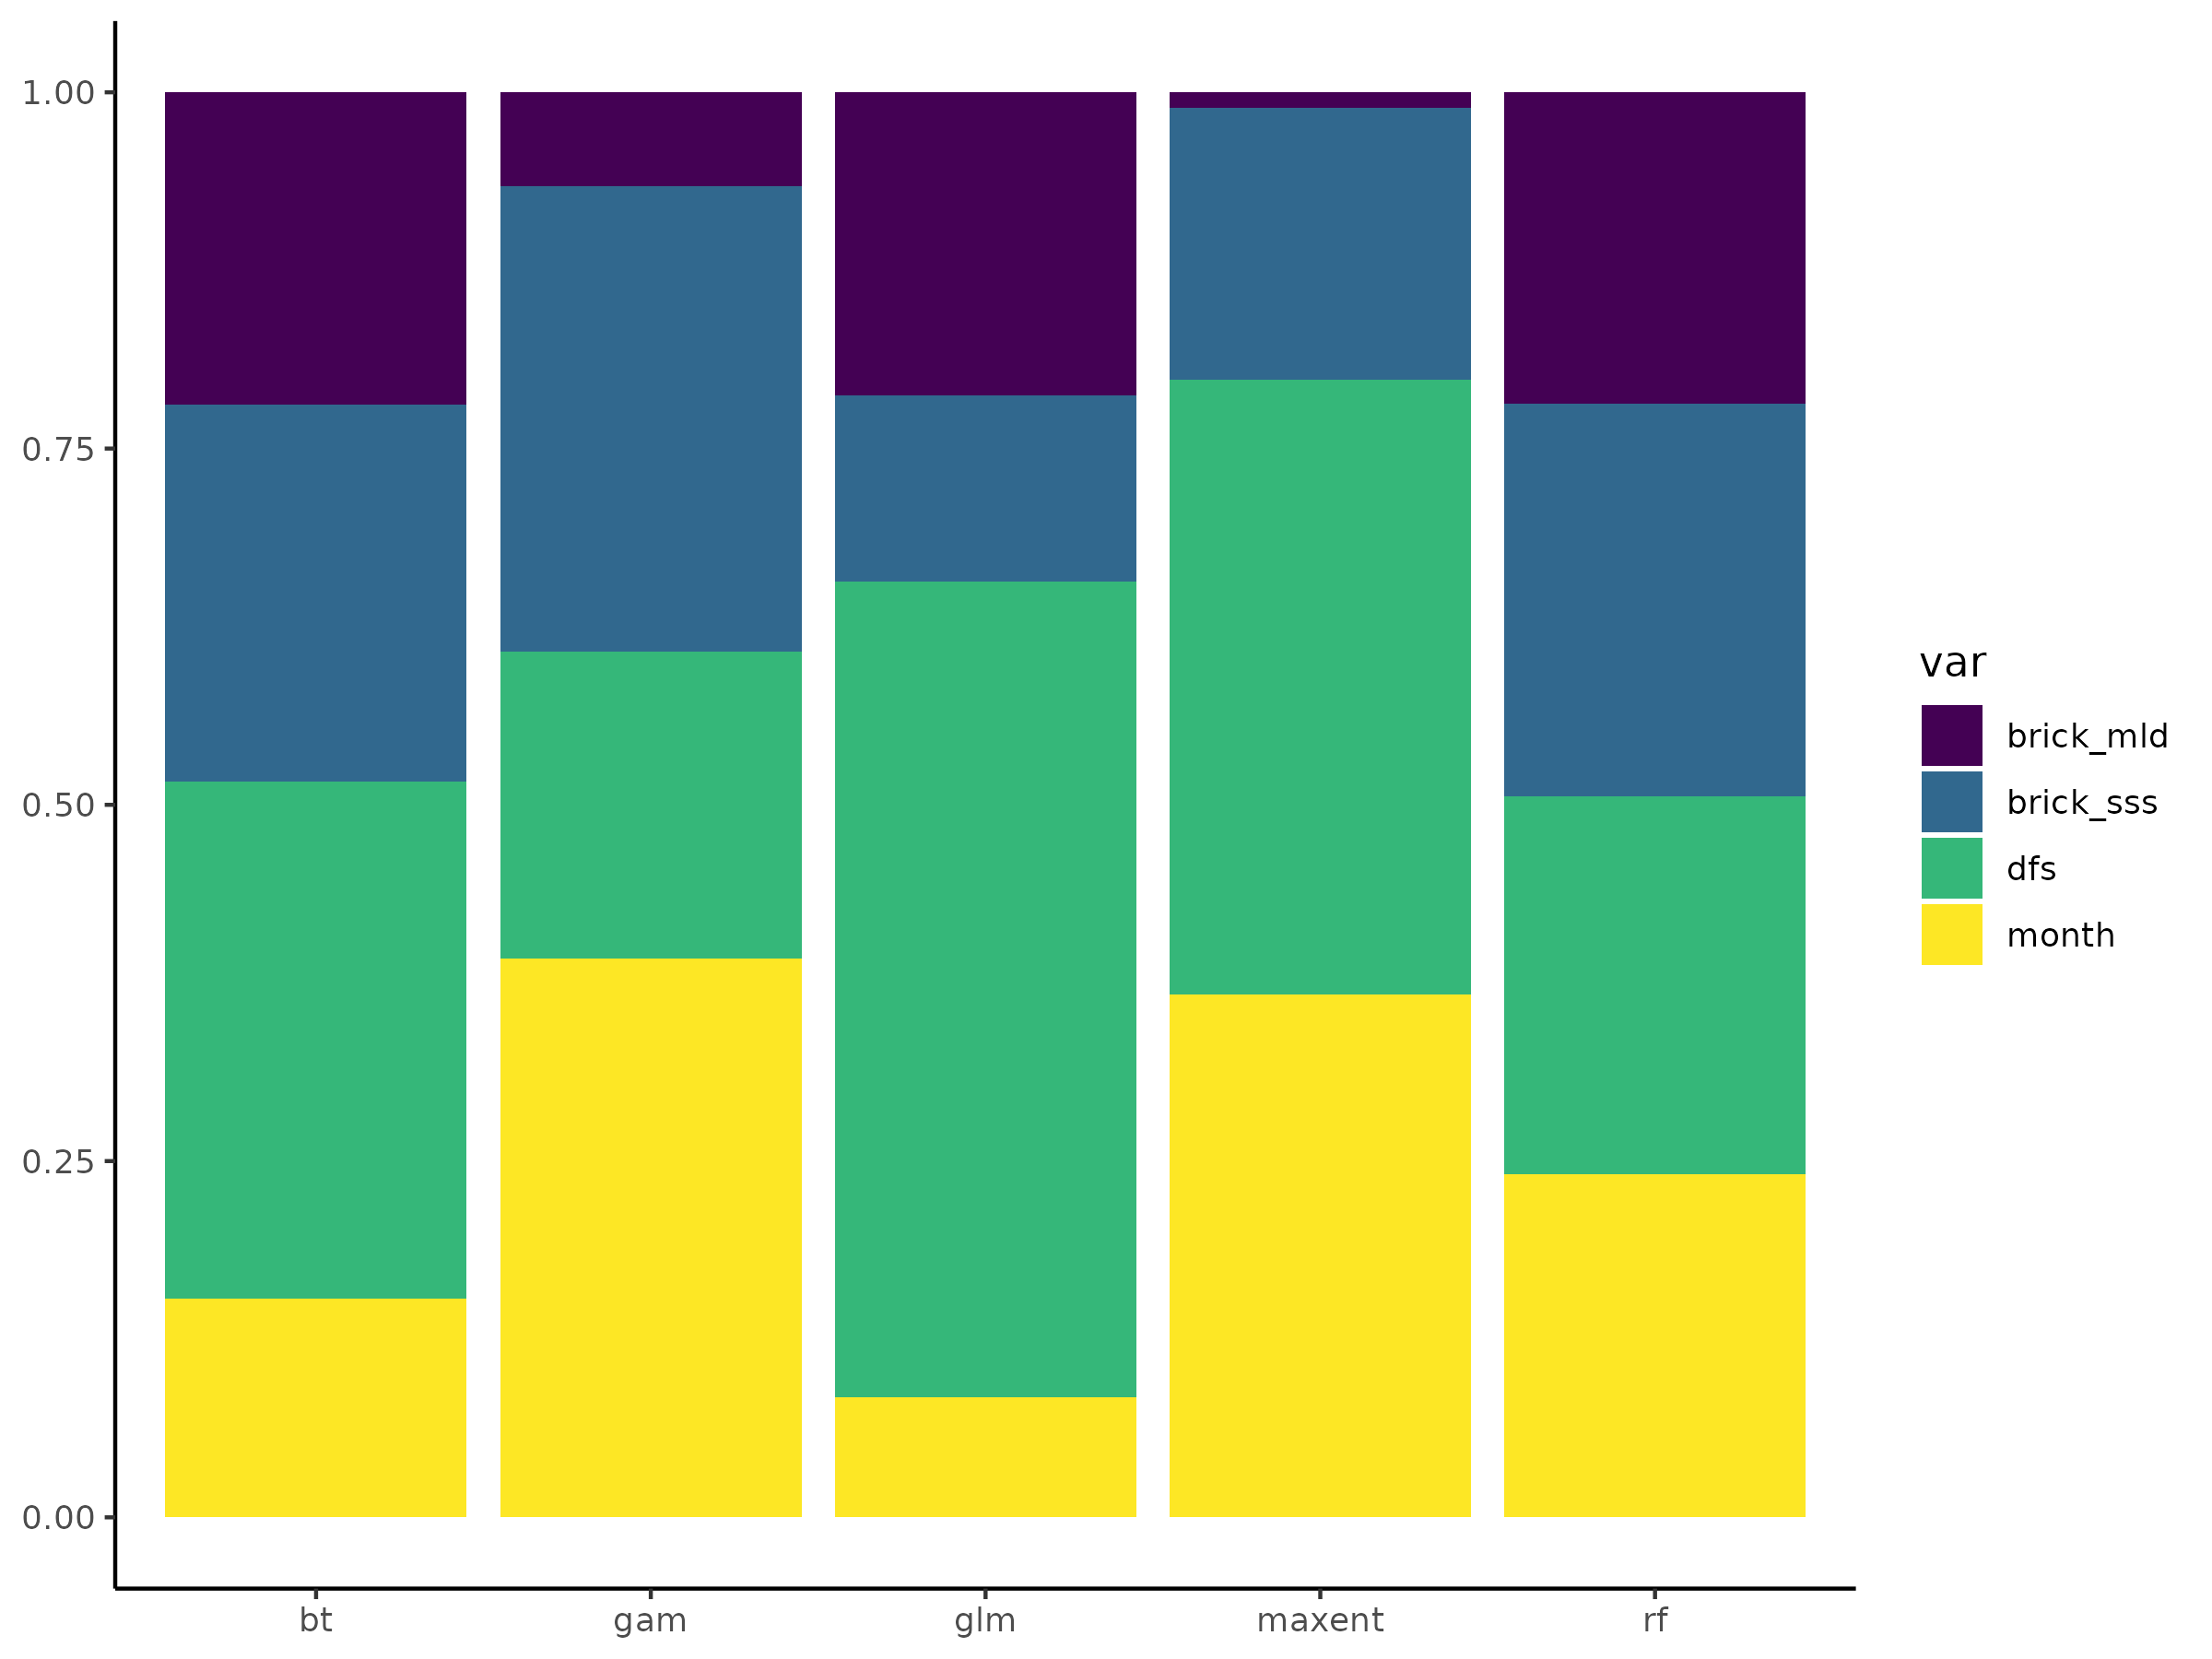 1.00
0.75
0.50
0.25
0.00
bt gam glm maxent rf
var
brick_mld
brick_sss
dfs
month